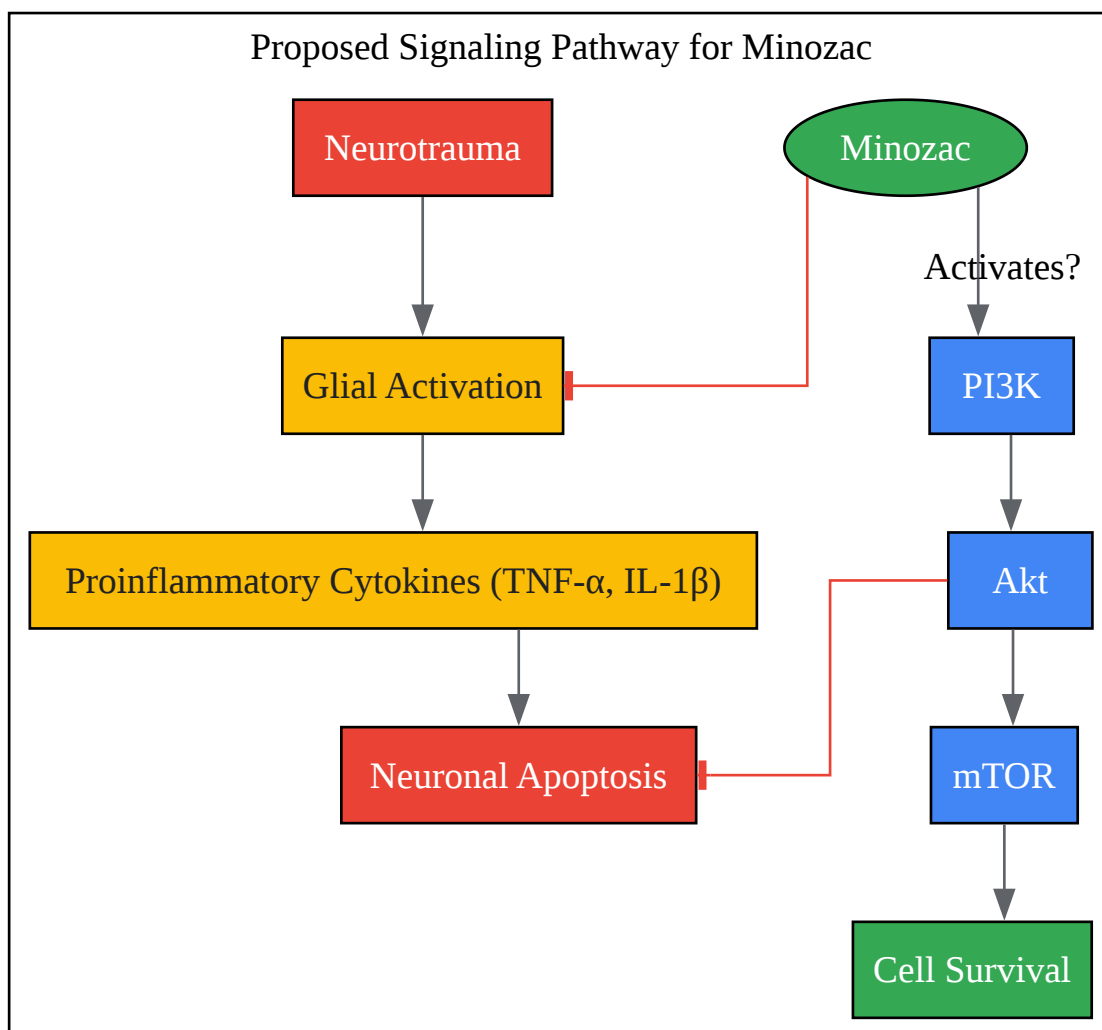 Proposed Signaling Pathway for Minozac
Neurotrauma
Minozac
Activates?
Glial Activation
PI3K
Proinflammatory Cytokines (TNF-α, IL-1β)
Akt
Neuronal Apoptosis
mTOR
Cell Survival